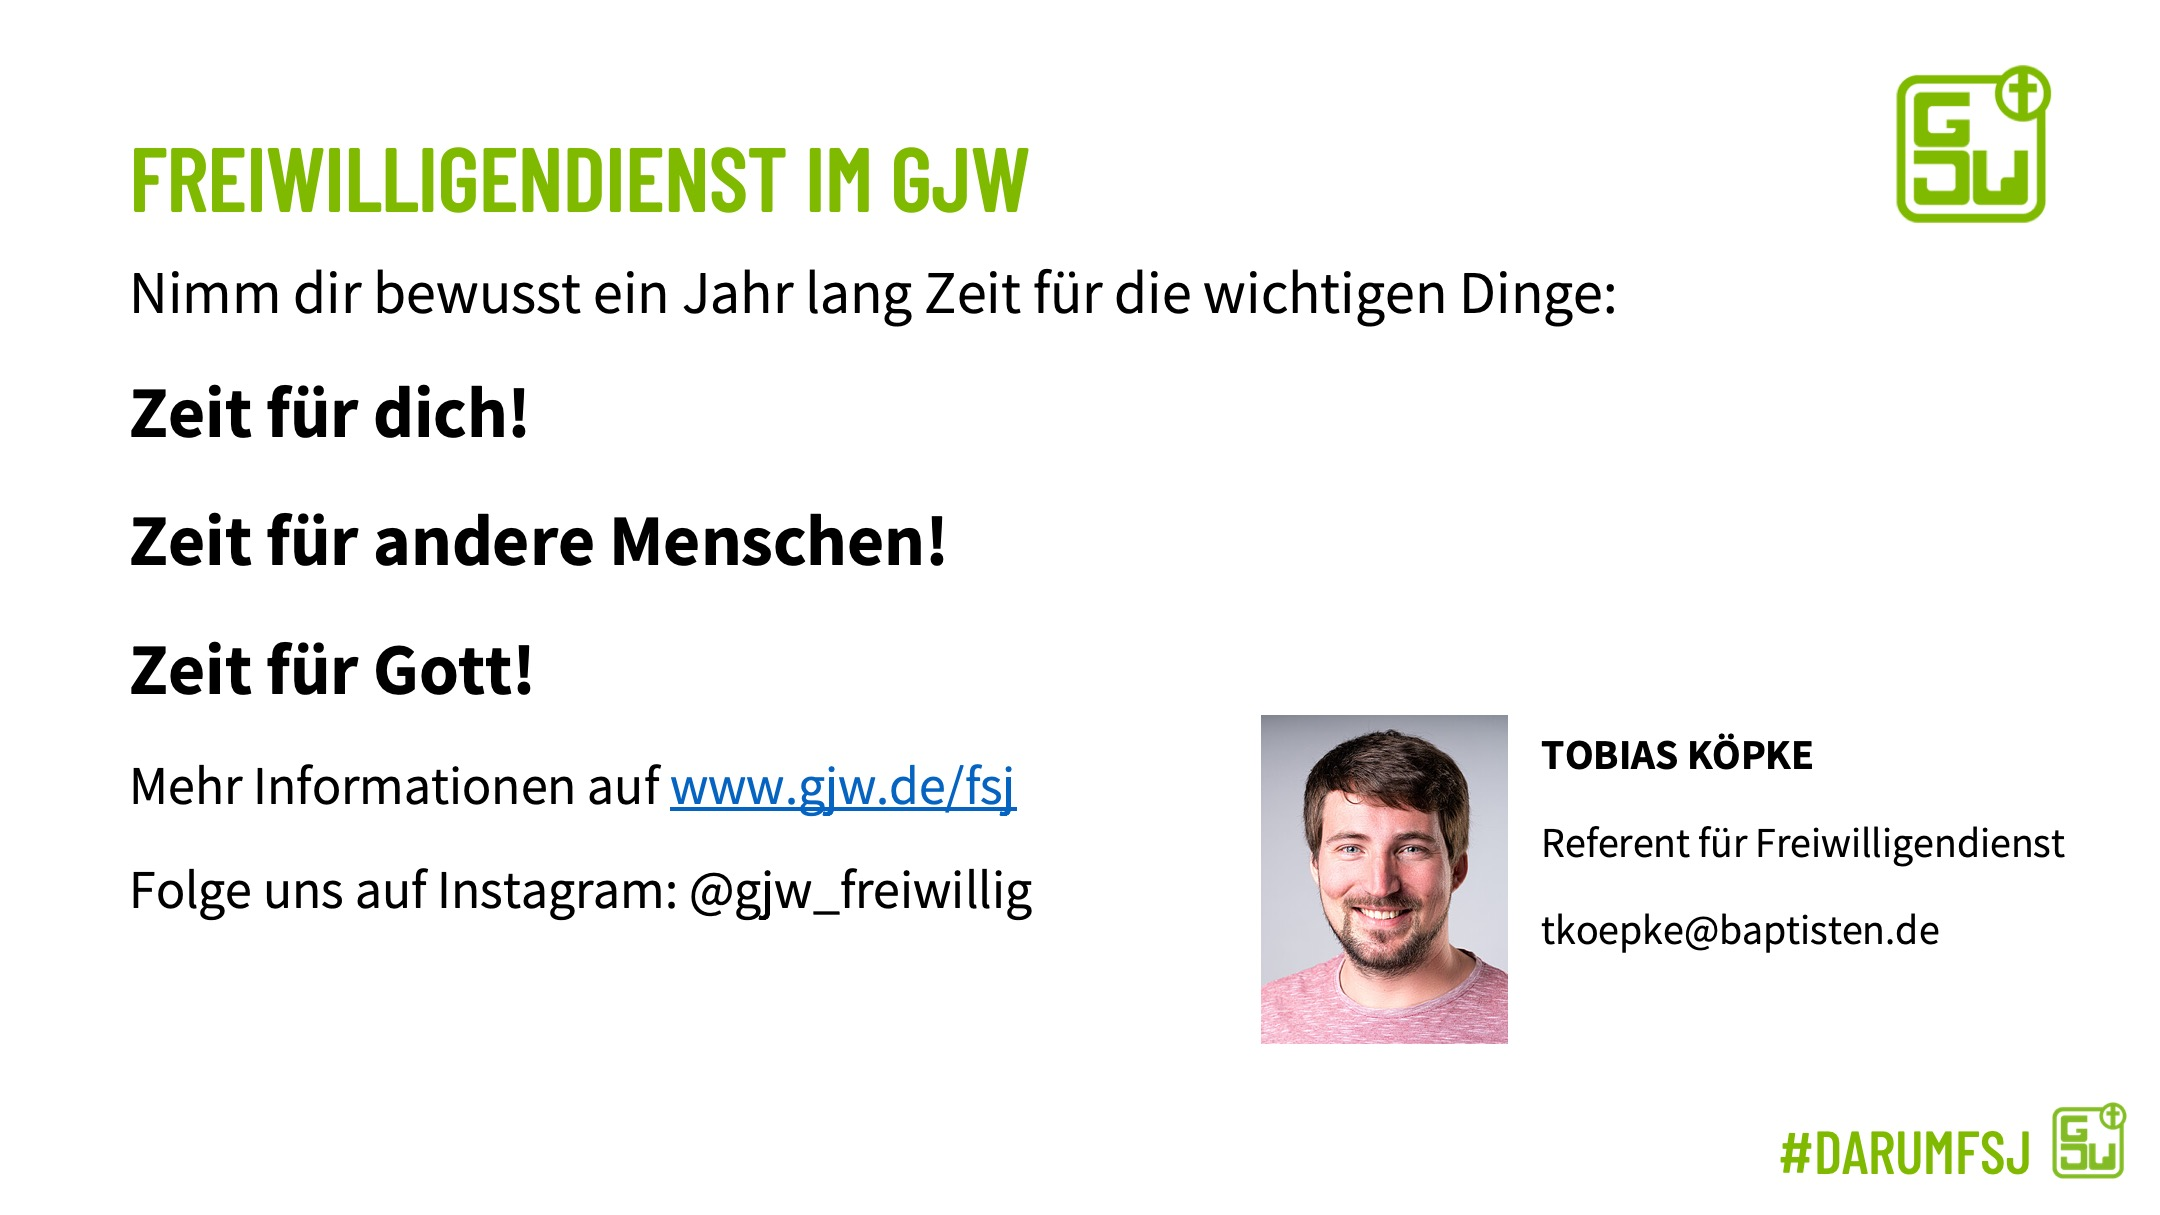 GJW
FREIWILLIGENDIENST IM GJW
Nimm dir bewusst ein Jahr lang Zeit für die wichtigen Dinge:
Zeit für dich!
Zeit für andere Menschen!
Zeit für Gott!
Mehr Informationen auf www.gjw.de/fsj
Folge uns auf Instagram: @gjw_freiwillig
TOBIAS KÖPKE
Referent für Freiwilligendienst
tkoepke@baptisten.de
#DARUMFSJ
GJW